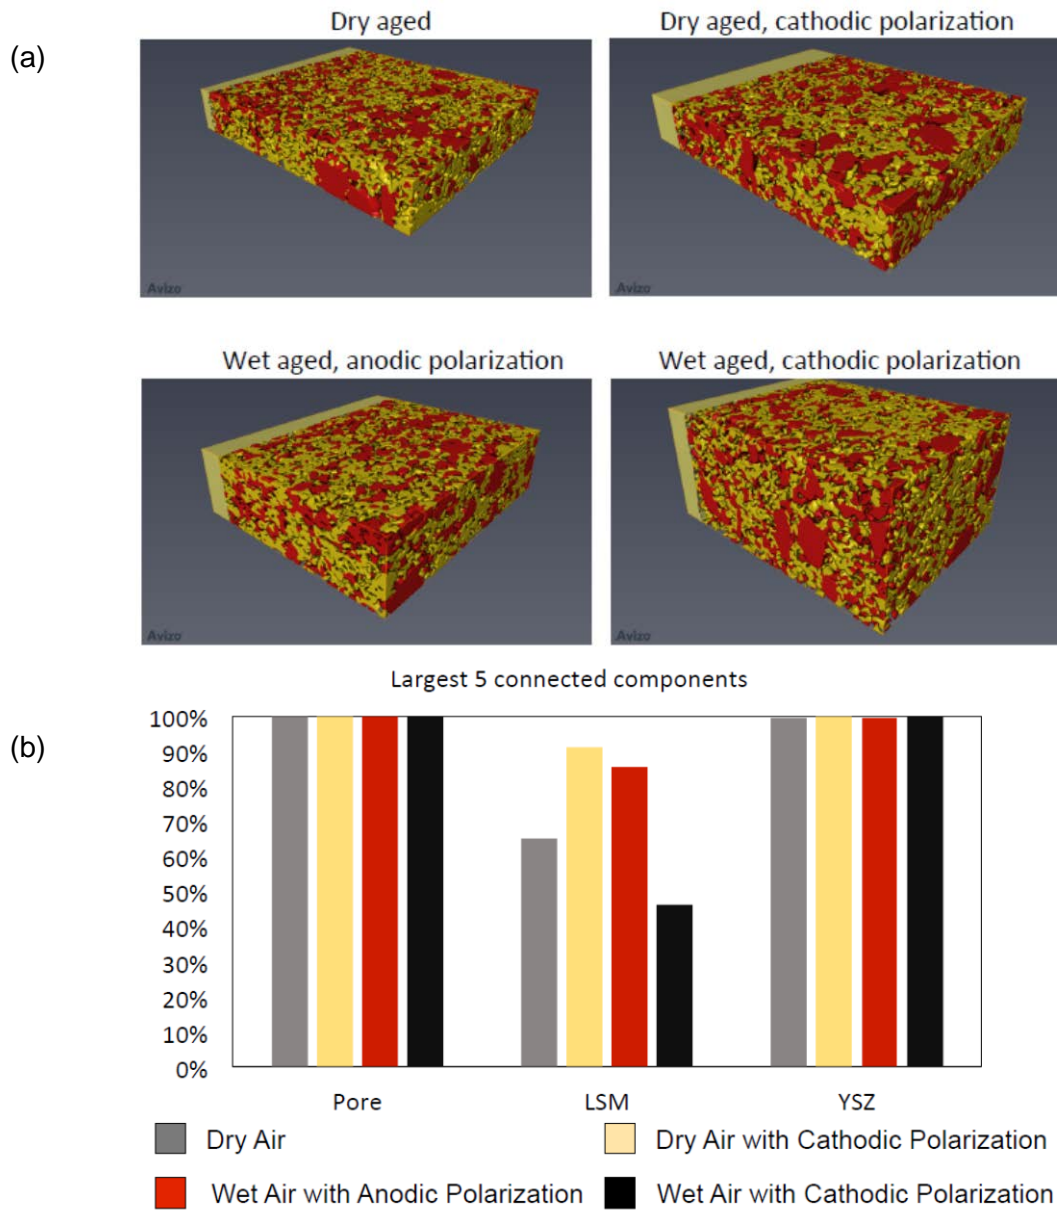 (a)
Dry aged
Dry aged, cathodic polarization
Avizo
Avizo
Wet aged, anodic polarization
Wet aged, cathodic polarization
Avizo
Avizo
(b)
Largest 5 connected components
100%
90%
80%
70%
60%
50%
40%
30%
20%
10%
0%
Pore
LSM
YSZ
Dry Air
Dry Air with Cathodic Polarization
Wet Air with Anodic Polarization
Wet Air with Cathodic Polarization